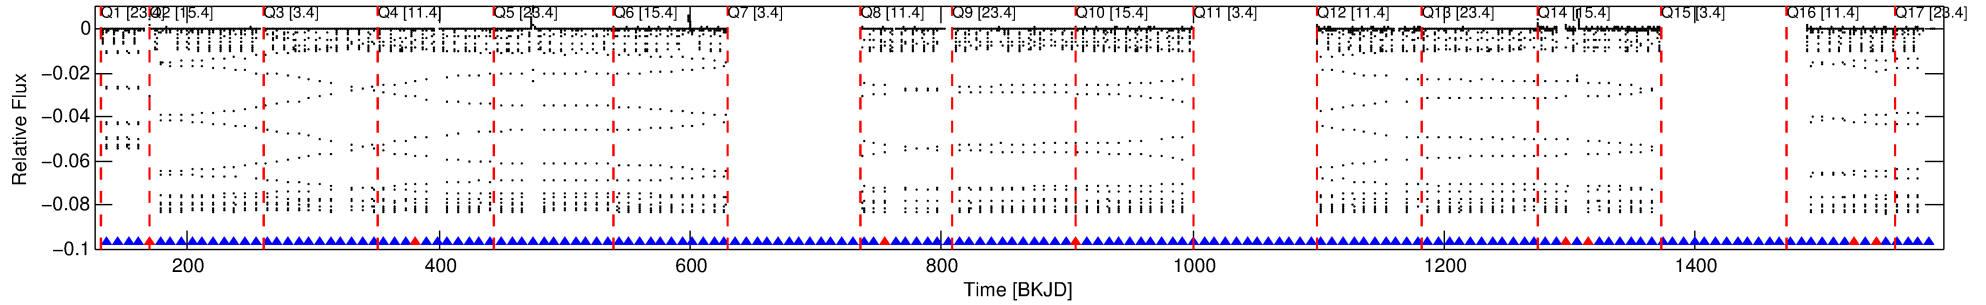 Q1 [23.4] Q2 [15.4] Q3 [3.4] Q4 [11.4] Q5 [23.4] Q6 [15.4] Q7 [3.4] Q8 [11.4] Q9 [23.4] Q10 [15.4] Q11 [3.4] Q12 [11.4] Q13 [23.4] Q14 [15.4] Q15 [3.4] Q16 [11.4] Q17 [23.4]
0
−0.02
−0.04
−0.06
−0.08
−0.1
Relative Flux
200 400 600 800 1000 1200 1400
Time [BKJD]